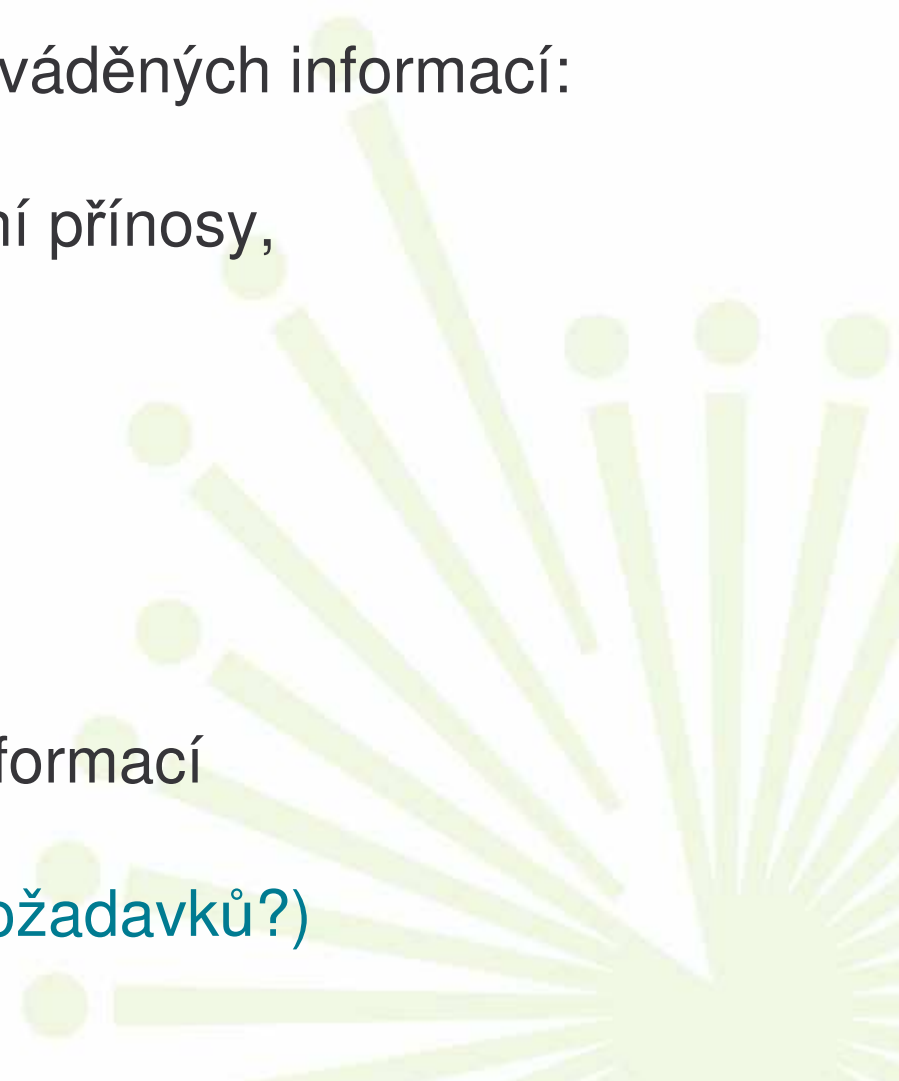 váděných informací:
ní přínosy,
formací
ožadavků?)